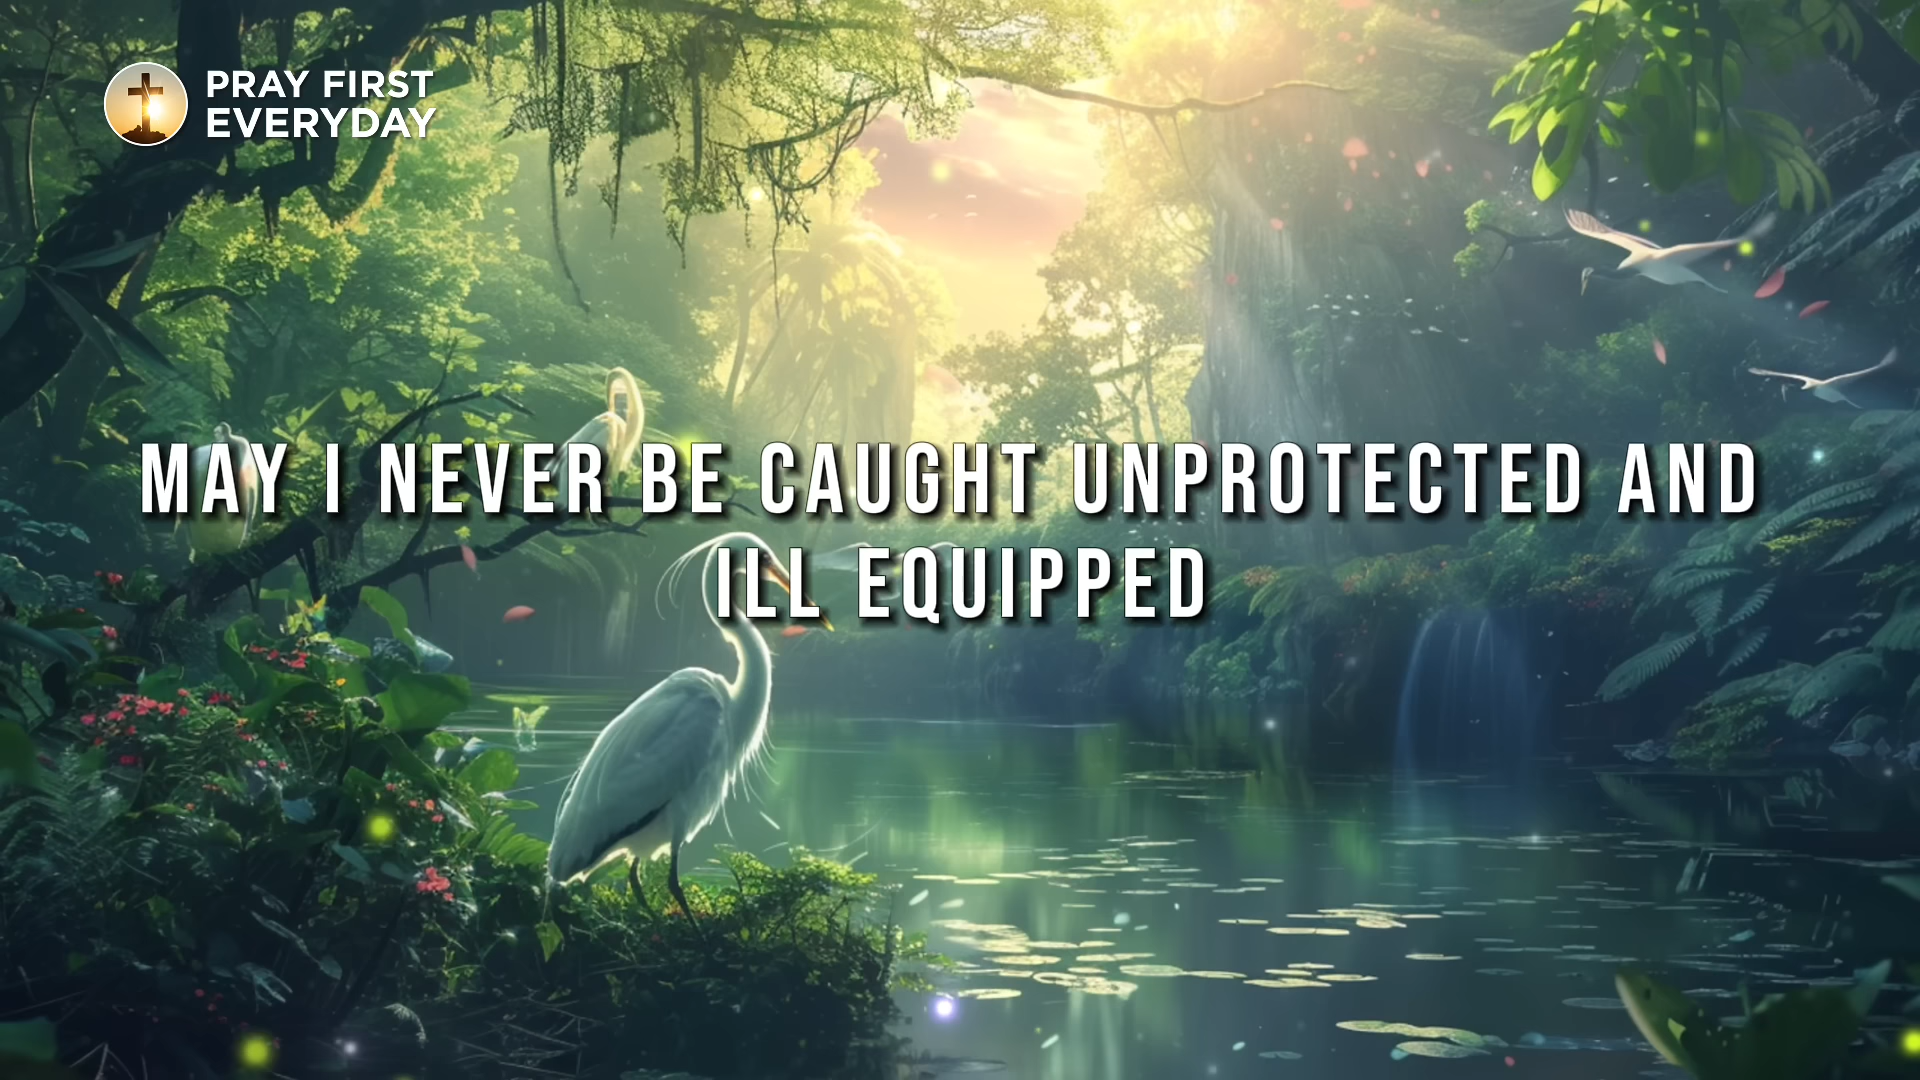 PRAY FIRST
EVERYDAY
MAY I NEVER BE CAUGHT UNPROTECTED AND
ILL EQUIPPED